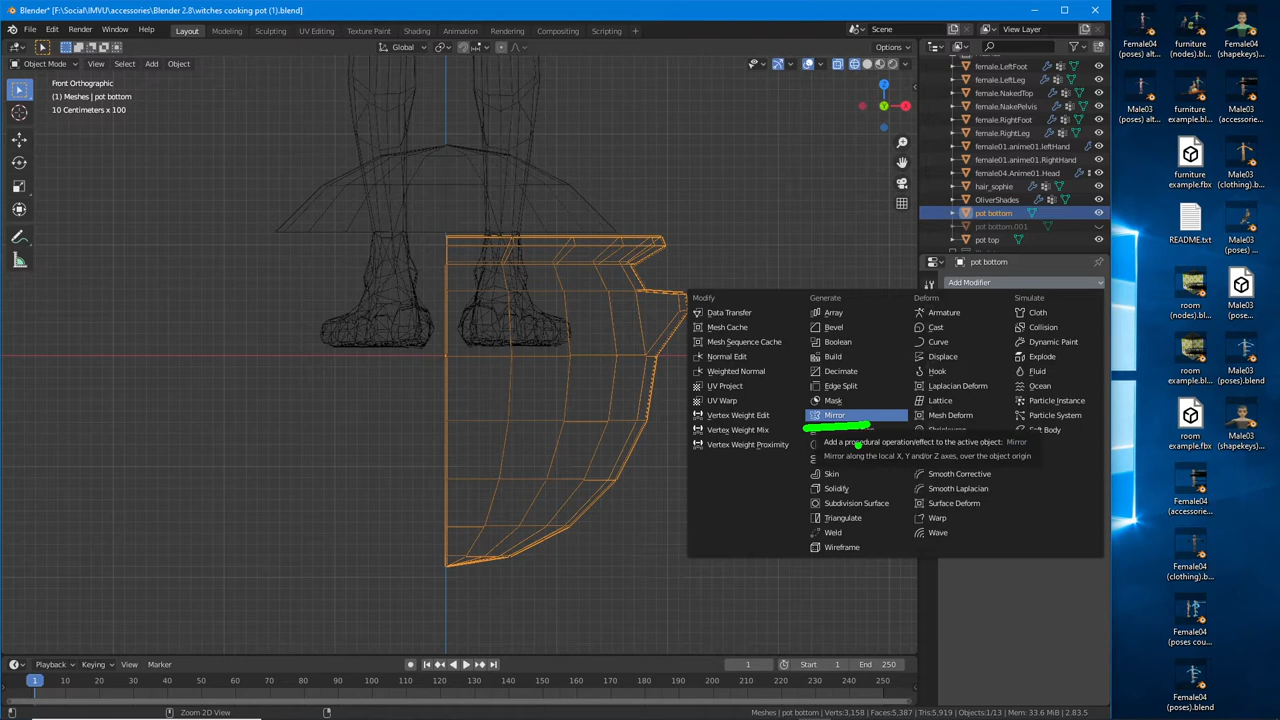 Blender* [F:\Social\IMVU\accessories\Blender 2.8\witches cooking pot (1).blend]
File Edit Render Window Help Layout Modeling Sculpting UV Editing Texture Paint Shading Animation Rendering Compositing Scripting + Scene View Layer
Global Options
Object Mode View Select Add Object
Front Orthographic
(1) Meshes | pot bottom
10 Centimeters x 100
Z
Y
X
female.LeftFoot
female.LeftLeg
female.NakedTop
female.NakePelvis
female.RightFoot
female.RightLeg
female01.anime01.leftHand
female01.anime01.RightHand
female04.Anime01.Head
hair_sophie
OliverShades
pot bottom
pot bottom.001
pot top
pot bottom
Add Modifier
Modify
Data Transfer
Mesh Cache
Mesh Sequence Cache
Normal Edit
Weighted Normal
UV Project
UV Warp
Vertex Weight Edit
Vertex Weight Mix
Vertex Weight Proximity
Generate
Array
Bevel
Boolean
Build
Decimate
Edge Split
Mask
Mirror
Skin
Solidify
Subdivision Surface
Triangulate
Weld
Wireframe
Add a procedural operation/effect to the active object: Mirror
Mirror along the local X, Y and/or Z axes, over the object origin
Deform
Armature
Cast
Curve
Displace
Hook
Laplacian Deform
Lattice
Mesh Deform
Smooth Corrective
Smooth Laplacian
Surface Deform
Warp
Wave
Simulate
Cloth
Collision
Dynamic Paint
Explode
Fluid
Ocean
Particle Instance
Particle System
Soft Body
Playback Keying View Marker 1 Start 1 End 250
1 10 20 30 40 50 60 70 80 90 100 110 120 130 140 150 160 170 180 190 200 210 220 230 240 250
Zoom 2D View
Meshes | pot bottom | Verts:3,158 | Faces:5,387 | Tris:5,919 | Objects:1/13 | Mem: 33.6 MiB | 2.83.5
Female04
(poses)
furniture
(nodes).bl...
Female04
(shapekeys)...
Male03
(poses) alt...
furniture
example.bl...
Male03
(accessorie...
furniture
example.fbx
Male03
(clothing).b...
README.txt
Male03
(poses) ...
room
(nodes).bl...
Male03
(poses).fbx
room
example.bl...
Male03
(poses).blend
room
example.fbx
Male03
(shapekeys)...
Female04
(accessorie...
Female04
(clothing).b...
Female04
(poses cou...
Female04
(poses).blend